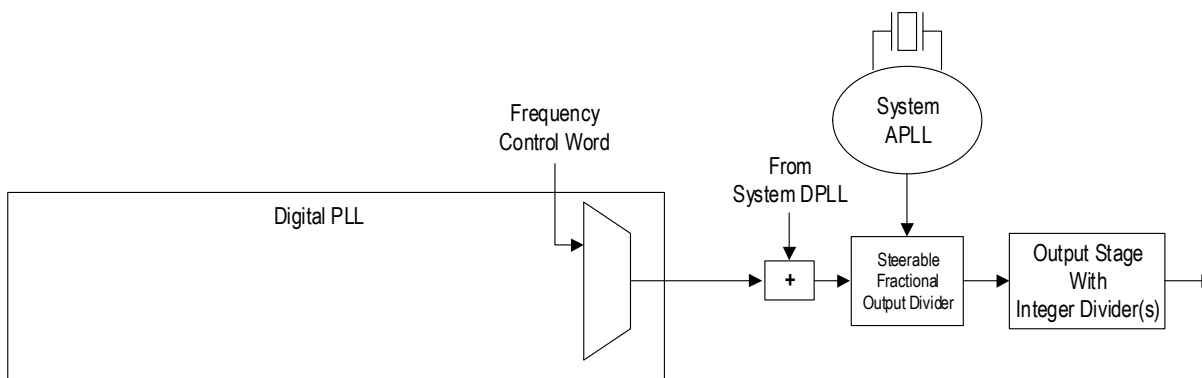 System
APLL
Frequency
Control Word
From
System DPLL
Digital PLL
+
Steerable
Fractional
Output Divider
Output Stage
With
Integer Divider(s)